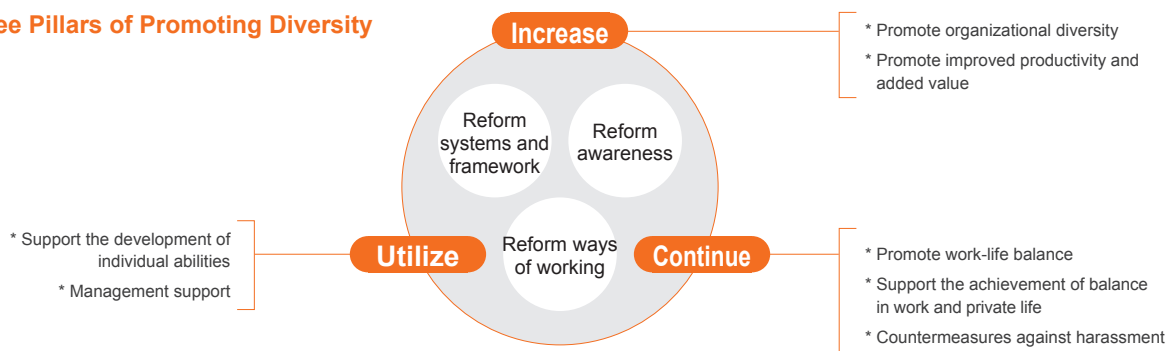 Pillars of Promoting Diversity
Increase
* Promote organizational diversity
* Promote improved productivity and
added value
Reform
systems and
framework
Reform
awareness
Reform ways
of working
Utilize
* Support the development of
individual abilities
* Management support
Continue
* Promote work-life balance
* Support the achievement of balance
in work and private life
* Countermeasures against harassment